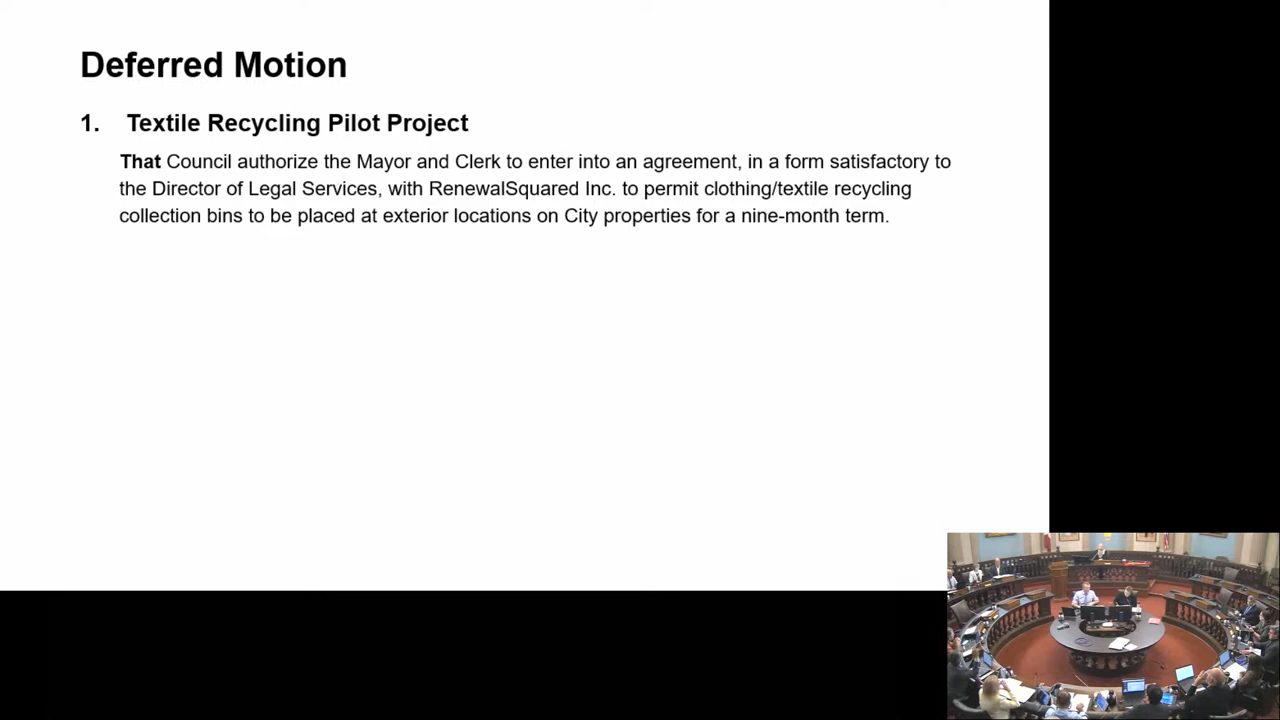 Deferred Motion
1. Textile Recycling Pilot Project
That Council authorize the Mayor and Clerk to enter into an agreement, in a form satisfactory to
the Director of Legal Services, with RenewalSquared Inc. to permit clothing/textile recycling
collection bins to be placed at exterior locations on City properties for a nine-month term.